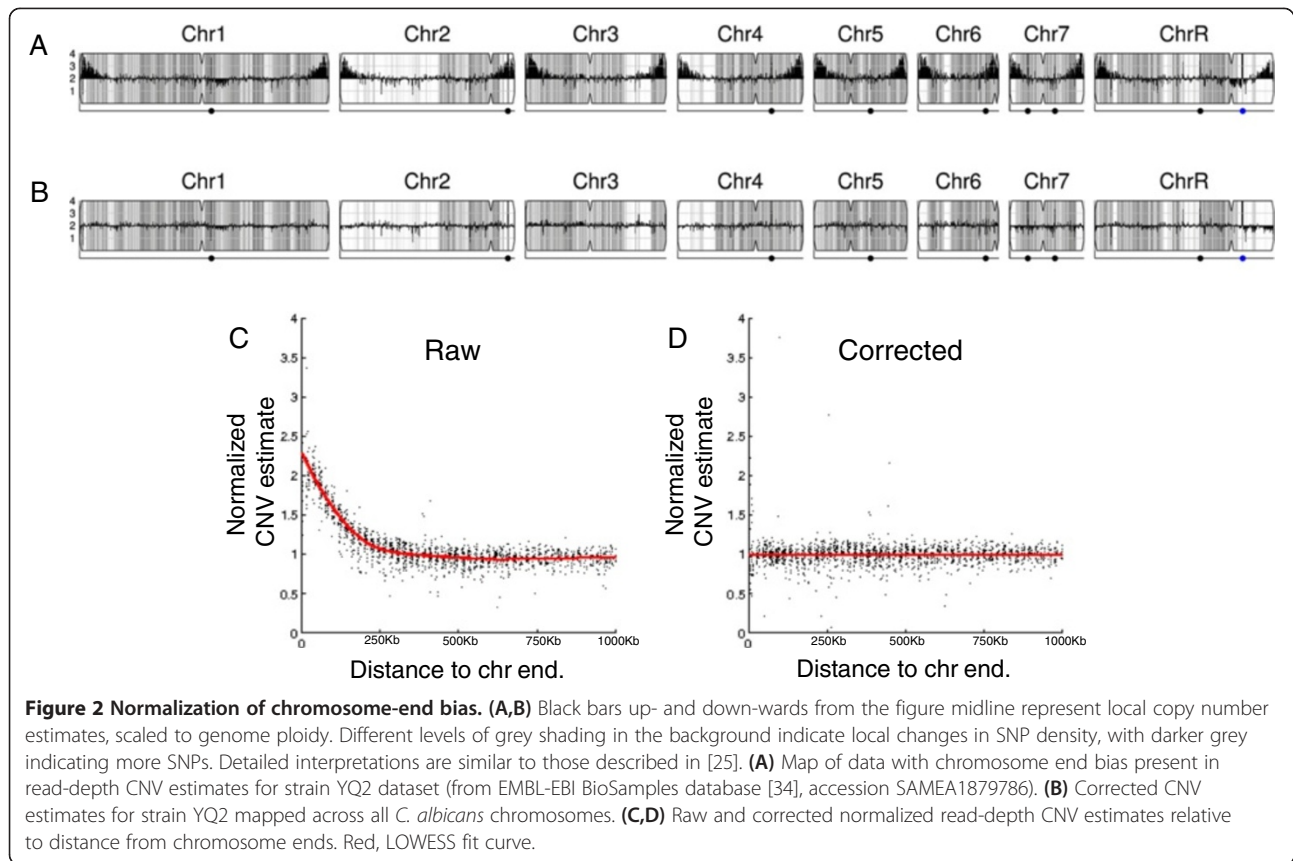 A
Chr1 Chr2 Chr3 Chr4 Chr5 Chr6 Chr7 ChrR
4
3
2
1
B
Chr1 Chr2 Chr3 Chr4 Chr5 Chr6 Chr7 ChrR
4
3
2
1
C
Raw
Normalized
CNV estimate
4
3.5
3
2.5
2
1.5
1
0.5
0
0 250Kb 500Kb 750Kb 1000Kb
Distance to chr end.
D
Corrected
Normalized
CNV estimate
4
3.5
3
2.5
2
1.5
1
0.5
0
0 250Kb 500Kb 750Kb 1000Kb
Distance to chr end.
Figure 2 Normalization of chromosome-end bias. (A,B) Black bars up- and down-wards from the figure midline represent local copy number
estimates, scaled to genome ploidy. Different levels of grey shading in the background indicate local changes in SNP density, with darker grey
indicating more SNPs. Detailed interpretations are similar to those described in [25]. (A) Map of data with chromosome end bias present in
read-depth CNV estimates for strain YQ2 dataset (from EMBL-EBI BioSamples database [34], accession SAMEA1879786). (B) Corrected CNV
estimates for strain YQ2 mapped across all C. albicans chromosomes. (C,D) Raw and corrected normalized read-depth CNV estimates relative
to distance from chromosome ends. Red, LOWESS fit curve.